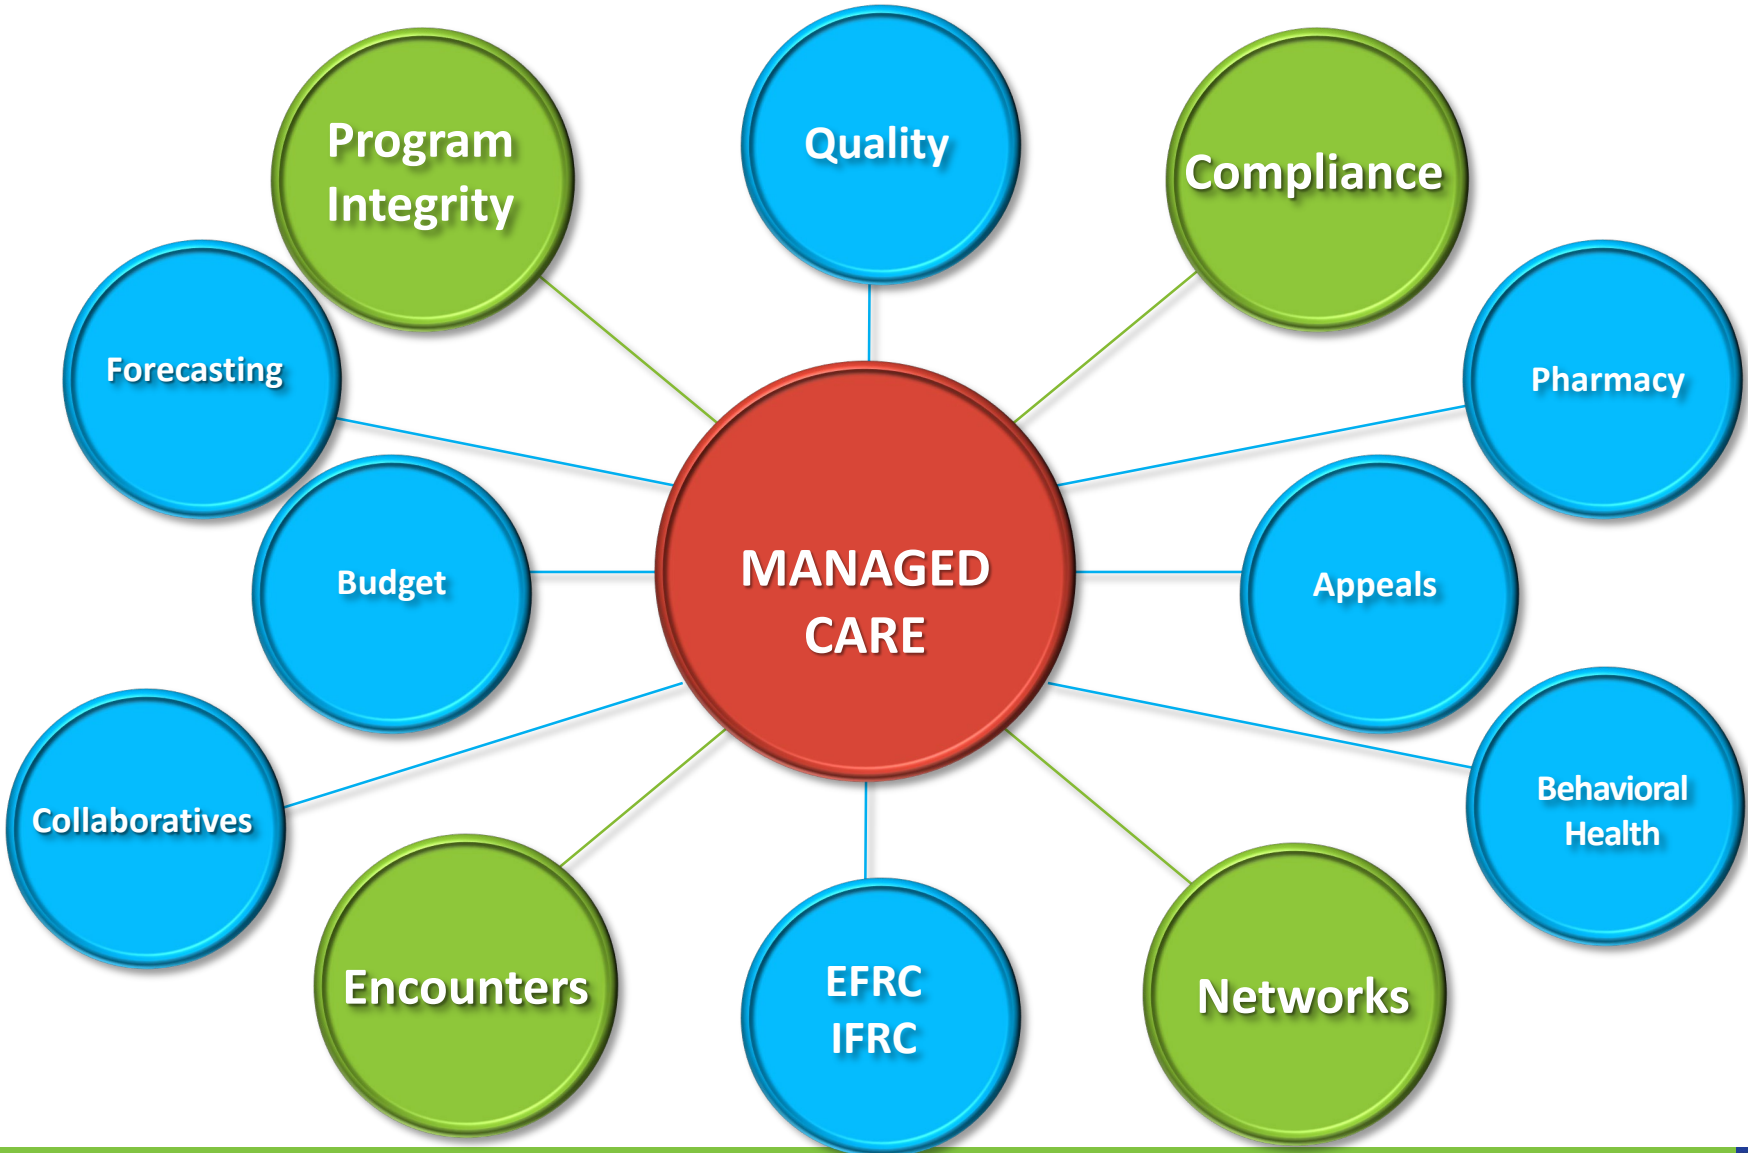 Program
Integrity
Quality
Compliance
Forecasting
Pharmacy
MANAGED
CARE
Budget
Appeals
Collaboratives
Behavioral
Health
Encounters
EFRC
IFRC
Networks